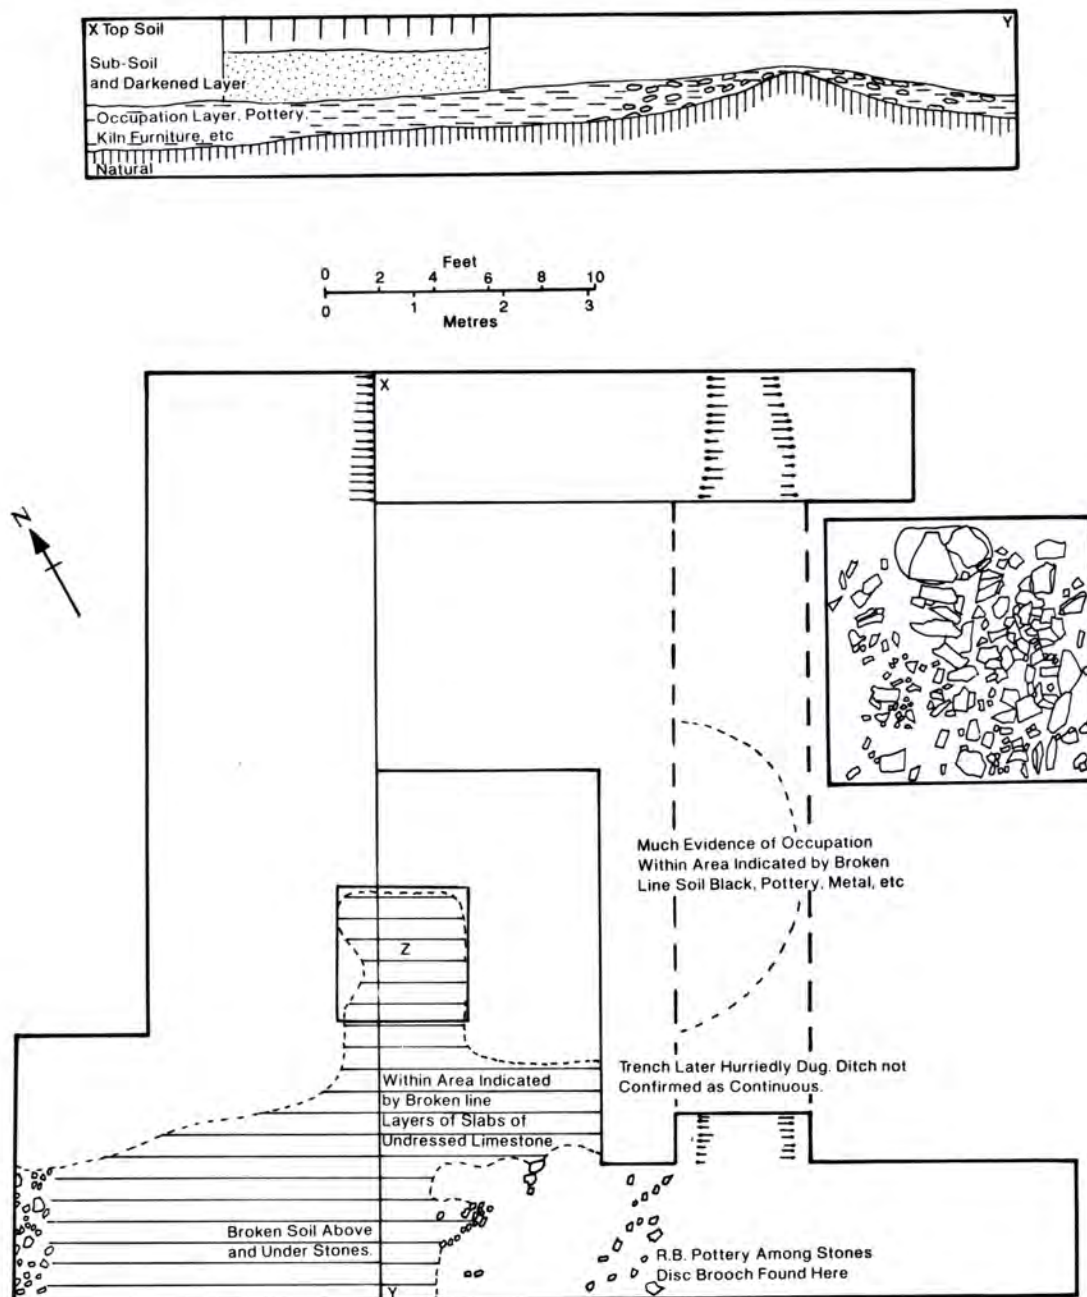 X Top Soil
Y
Sub-Soil
and Darkened Layer
Occupation Layer, Pottery,
Kiln Furniture, etc
Natural
Feet
0 2 4 6 8 10
0 1 2 3
Metres
X
N
Much Evidence of Occupation
Within Area Indicated by Broken
Line Soil Black, Pottery, Metal, etc
Z
Trench Later Hurriedly Dug. Ditch not
Confirmed as Continuous.
Within Area Indicated
by Broken line
Layers of Slabs of
Undressed Limestone
Broken Soil Above
and Under Stones.
R.B. Pottery Among Stones
Disc Brooch Found Here
Y